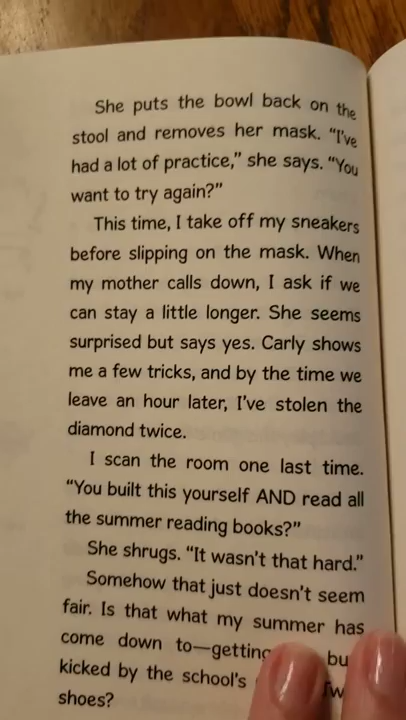 She puts the bowl back on the
stool and removes her mask. “I’ve
had a lot of practice,” she says. “You
want to try again?”
This time, I take off my sneakers
before slipping on the mask. When
my mother calls down, I ask if we
can stay a little longer. She seems
surprised but says yes. Carly shows
me a few tricks, and by the time we
leave an hour later, I’ve stolen the
diamond twice.
I scan the room one last time.
“You built this yourself AND read all
the summer reading books?”
She shrugs. “It wasn’t that hard.”
Somehow that just doesn’t seem
fair. Is that what my summer has
come down to—getting
kicked by the school’s
shoes?